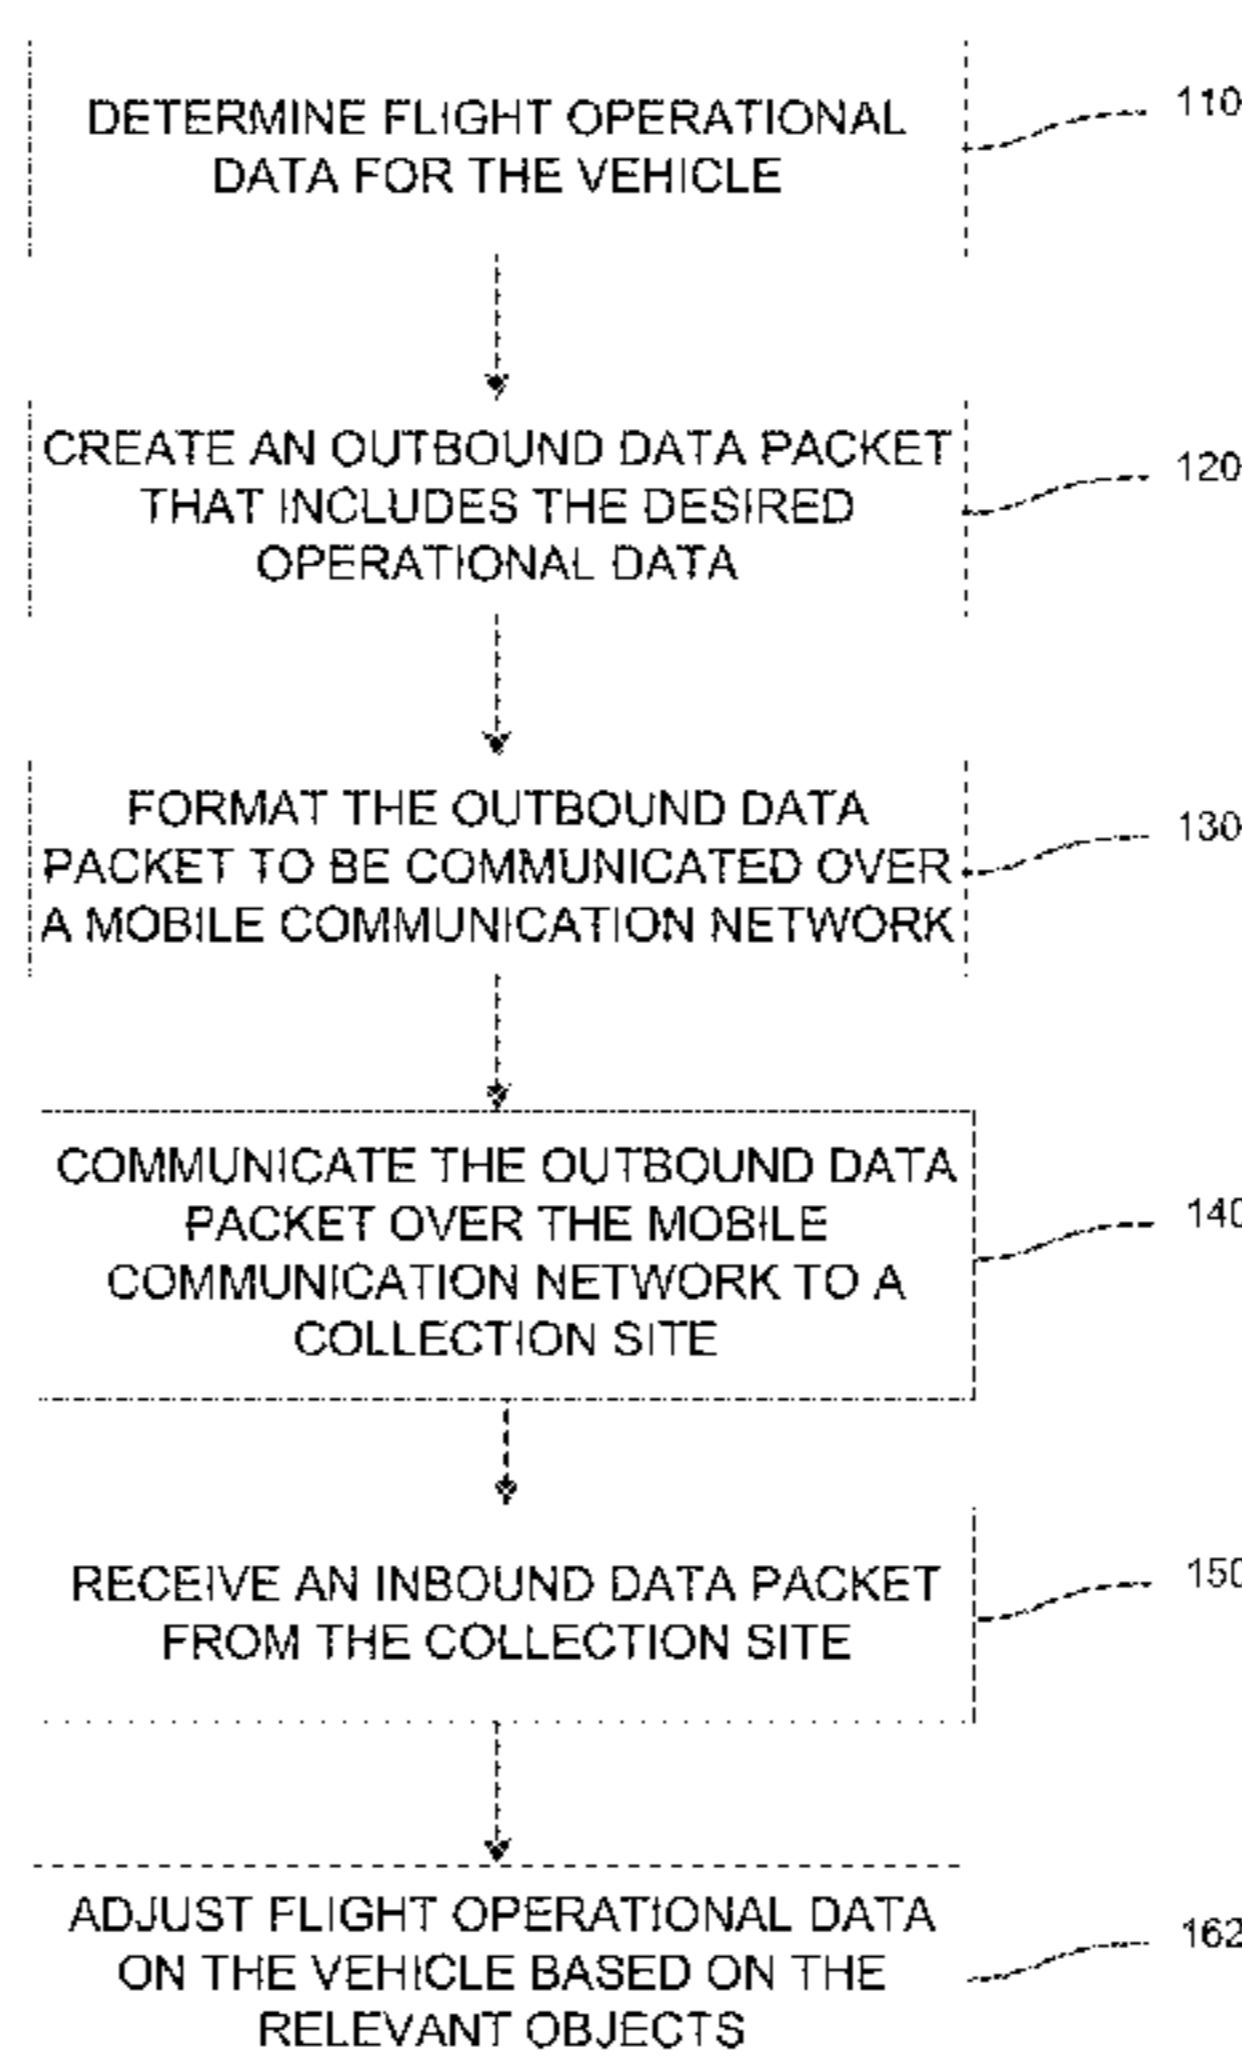 DETERMINE FLIGHT OPERATIONAL
DATA FOR THE VEHICLE
110
CREATE AN OUTBOUND DATA PACKET
THAT INCLUDES THE DESIRED
OPERATIONAL DATA
120
FORMAT THE OUTBOUND DATA
PACKET TO BE COMMUNICATED OVER
A MOBILE COMMUNICATION NETWORK
130
COMMUNICATE THE OUTBOUND DATA
PACKET OVER THE MOBILE
COMMUNICATION NETWORK TO A
COLLECTION SITE
140
RECEIVE AN INBOUND DATA PACKET
FROM THE COLLECTION SITE
150
ADJUST FLIGHT OPERATIONAL DATA
ON THE VEHICLE BASED ON THE
RELEVANT OBJECTS
162